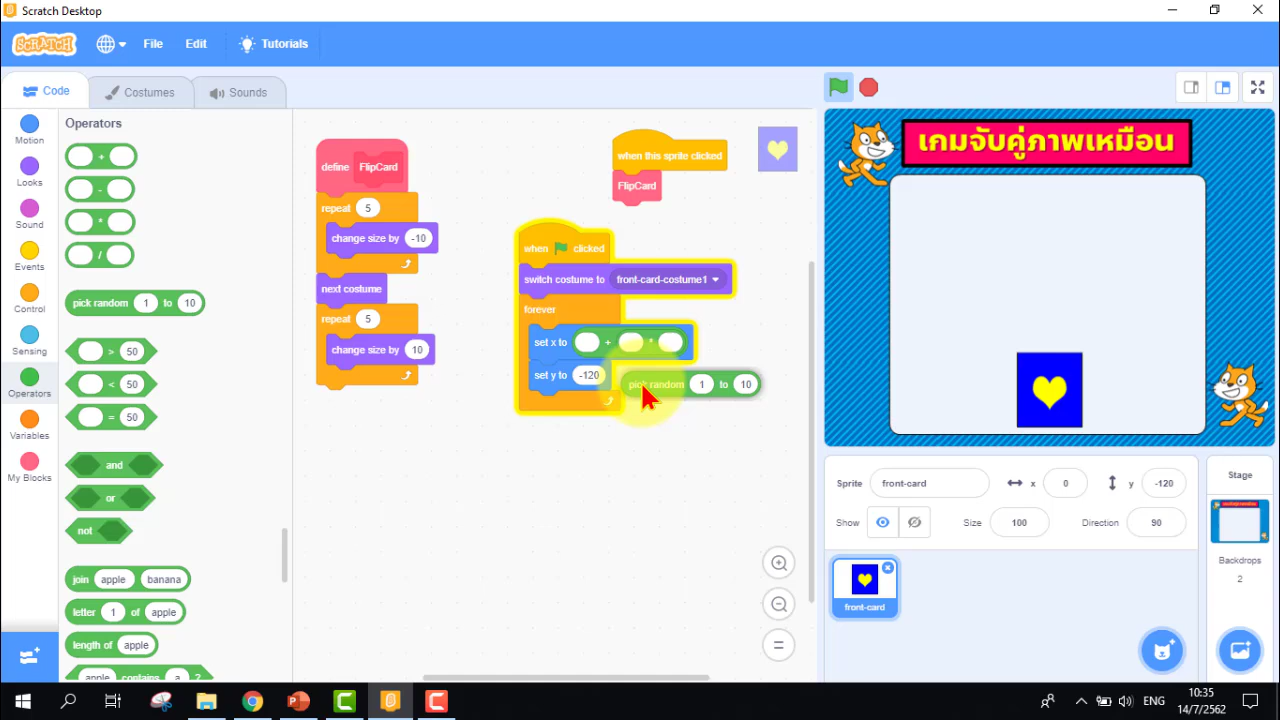 Scratch Desktop
SCRATCH
File
Edit
Tutorials
Code
Costumes
Sounds
Motion
Looks
Sound
Events
Control
Sensing
Operators
Variables
My Blocks
Operators
+
-
*
/
pick random 1 to 10
> 50
< 50
= 50
and
or
not
join apple banana
letter 1 of apple
length of apple
apple contains a ?
define FlipCard
repeat 5
change size by -10
next costume
repeat 5
change size by 10
when this sprite clicked
FlipCard
when clicked
switch costume to front-card-costume1
forever
set x to + *
set y to -120
pick random 1 to 10
=
เกมจับคู่ภาพเหมือน
Sprite front-card x 0 y -120
Show Size 100 Direction 90
front-card
Stage
Backdrops
2
ENG
10:35
14/7/2562